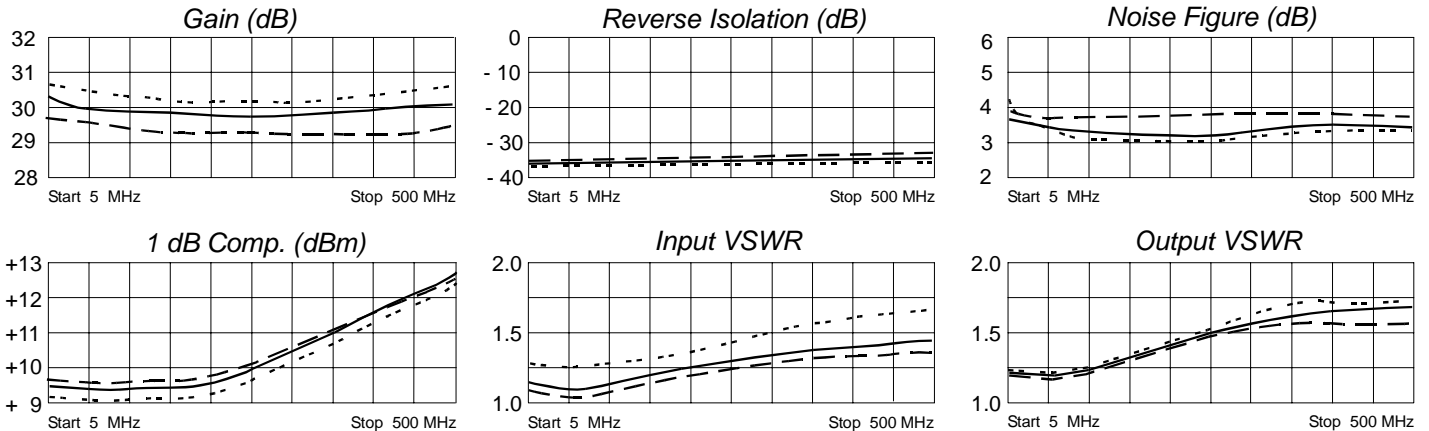 Gain (dB)
32
31
30
29
28
Start 5 MHz
Stop 500 MHz
Reverse Isolation (dB)
0
- 10
- 20
- 30
- 40
Start 5 MHz
Stop 500 MHz
Noise Figure (dB)
6
5
4
3
2
Start 5 MHz
Stop 500 MHz
1 dB Comp. (dBm)
+13
+12
+11
+10
+ 9
Start 5 MHz
Stop 500 MHz
Input VSWR
2.0
1.5
1.0
Start 5 MHz
Stop 500 MHz
Output VSWR
2.0
1.5
1.0
Start 5 MHz
Stop 500 MHz